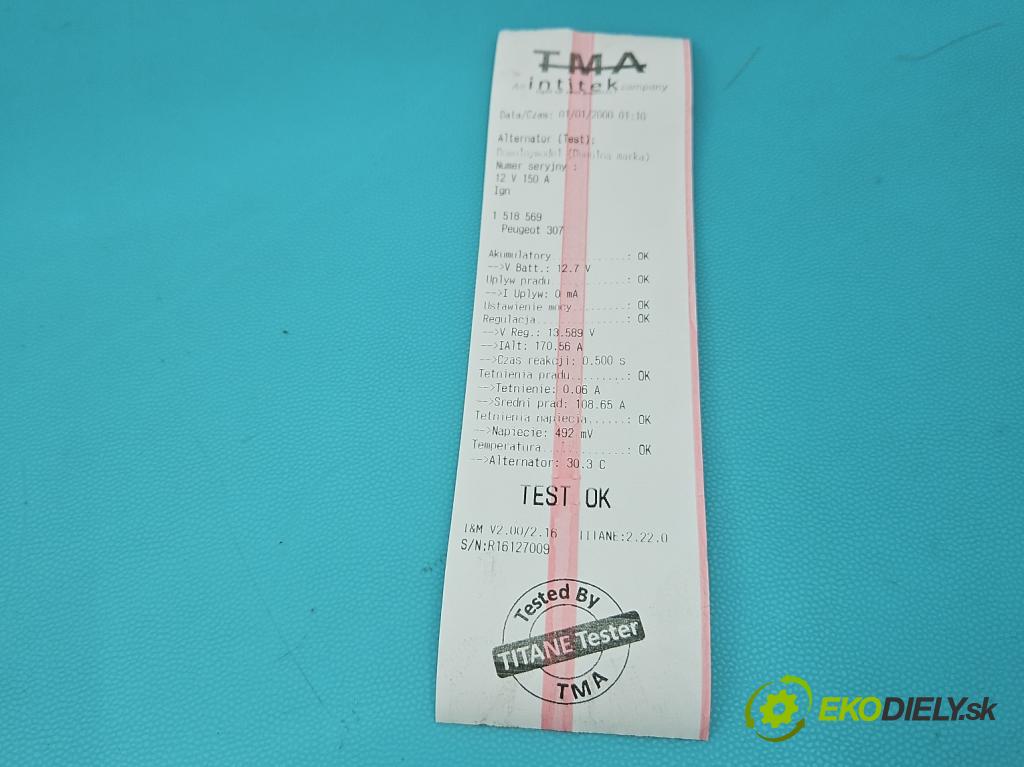 TMA
An intitek company
Data/Czas: 01/01/2000 01:10
Alternator (Test):
Dowolnymodel (Dowolna marka)
Numer seryjny :
12 V 150 A
Ign
1 518 569
Peugeot 307
Akumulatory..............: OK
-->V Batt.: 12.7 V
Uplyw pradu..............: OK
-->I Uplyw: 0 mA
Ustawienie mocy..........: OK
Regulacja................: OK
-->V Reg.: 13.589 V
-->IAlt: 170.56 A
-->Czas reakcji: 0.500 s
Tetnienia pradu..........: OK
-->Tetnienie: 0.06 A
-->Sredni prad: 108.65 A
Tetnienia napiecia.......: OK
-->Napiecie: 492 mV
Temperatura..............: OK
-->Alternator: 30.3 C
TEST OK
I&M V2.00/2.16 TITANE:2.22.0
S/N:R16127009
Tested By
TITANE Tester
TMA
EKODIELY.sk